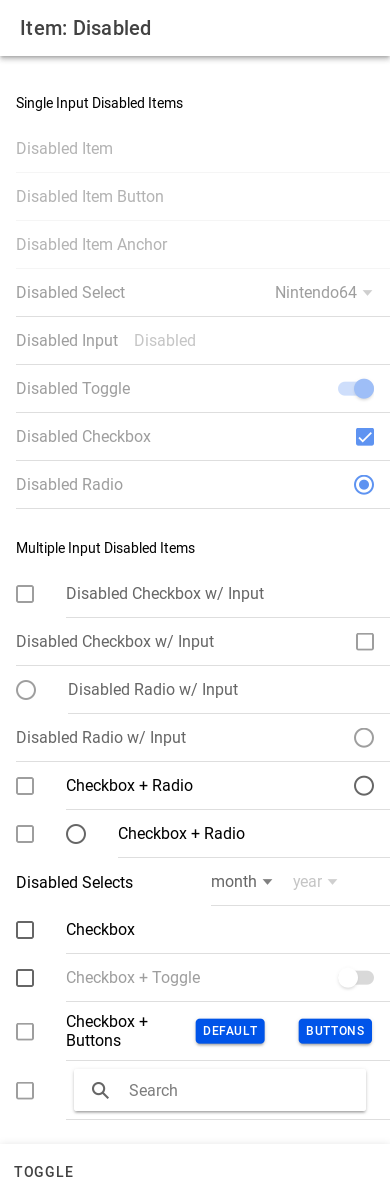 Item: Disabled
Single Input Disabled Items
Disabled Item
Disabled Item Button
Disabled Item Anchor
Disabled Select Nintendo64
Disabled Input Disabled
Disabled Toggle
Disabled Checkbox
Disabled Radio
Multiple Input Disabled Items
Disabled Checkbox w/ Input
Disabled Checkbox w/ Input
Disabled Radio w/ Input
Disabled Radio w/ Input
Checkbox + Radio
Checkbox + Radio
Disabled Selects month year
Checkbox
Checkbox + Toggle
Checkbox +
Buttons DEFAULT BUTTONS
Search
TOGGLE